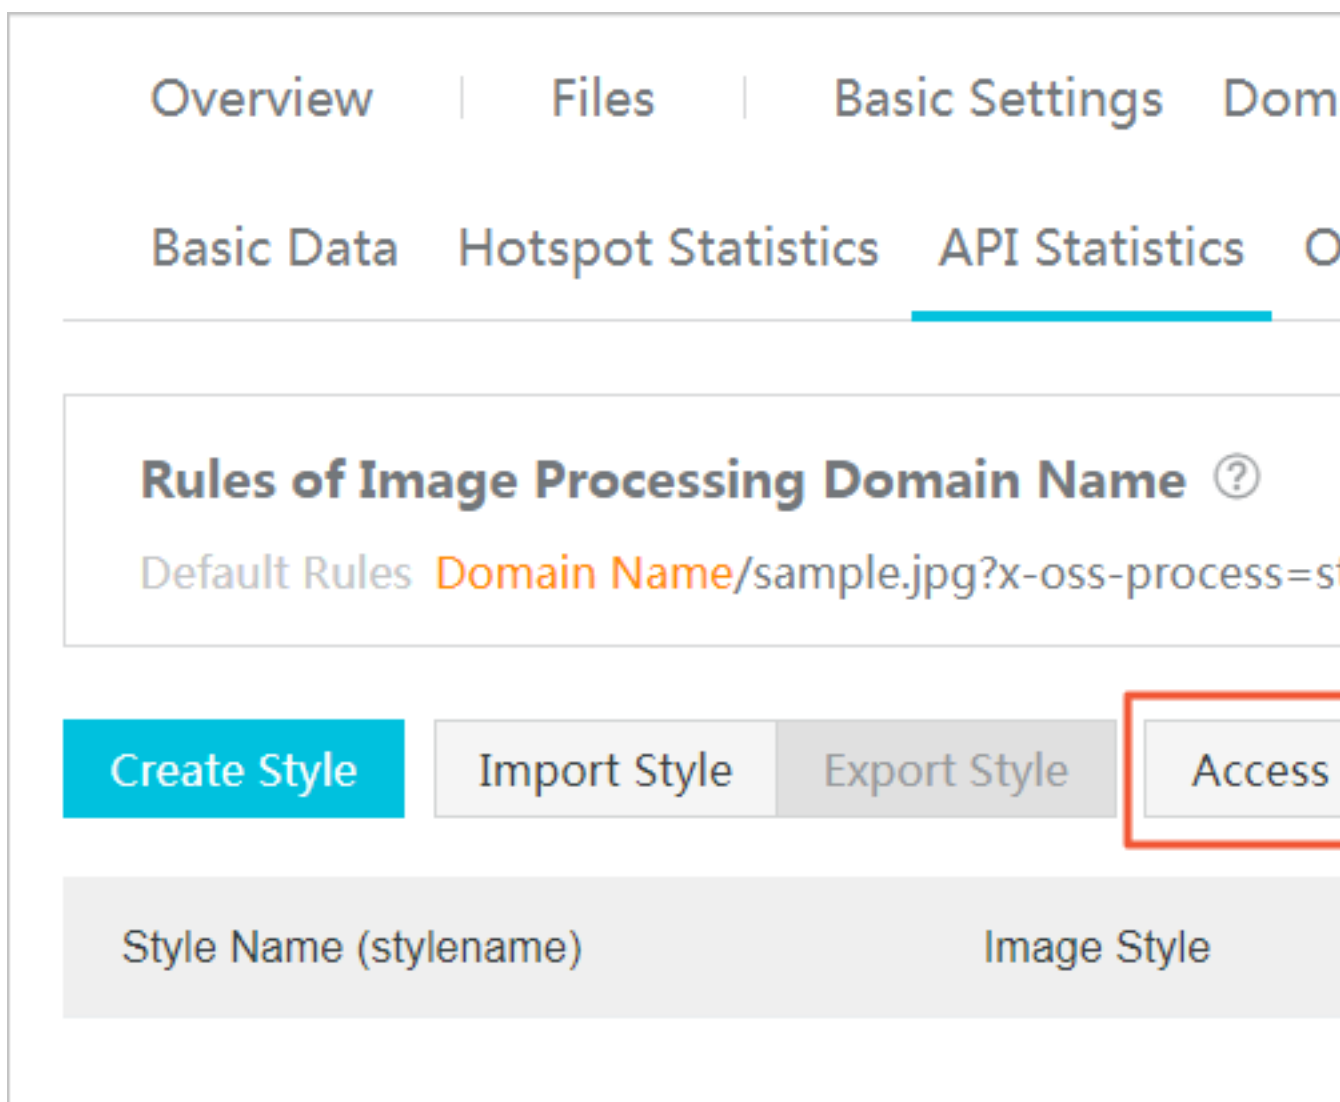 Overview Files Basic Settings
Basic Data Hotspot Statistics API Statistics
Rules of Image Processing Domain Name ?
Default Rules Domain Name/sample.jpg?x-oss-process=
Create Style Import Style Export Style Access
Style Name (stylename) Image Style